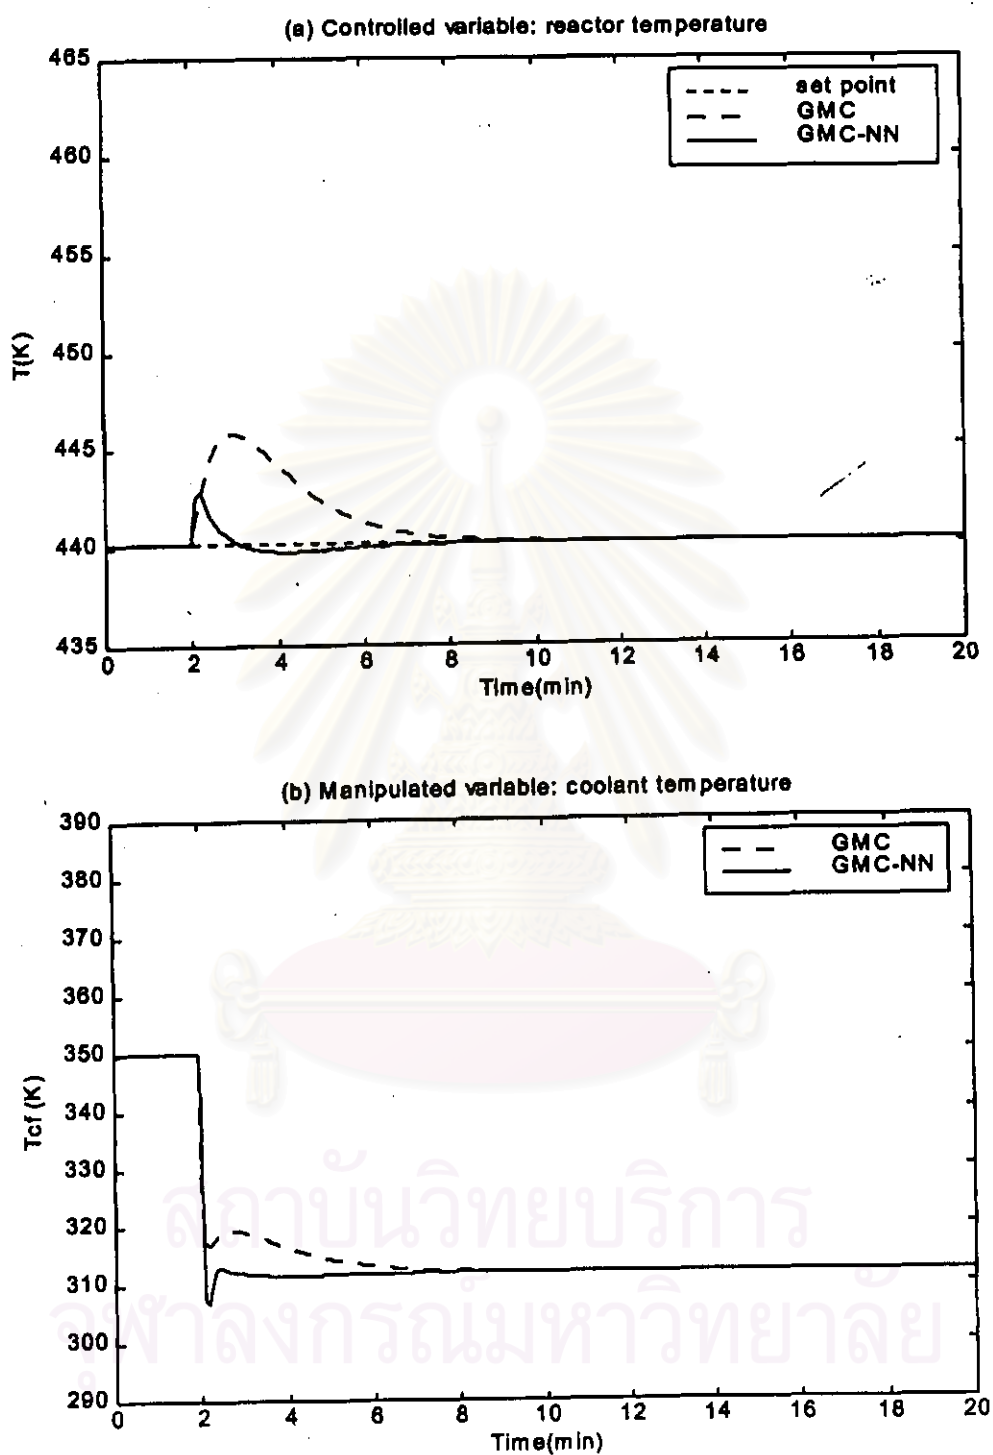 (a) Controlled variable: reactor temperature
465
460
455
450
445
440
435
T(K)
set point
GMC
GMC-NN
0 2 4 6 8 10 12 14 16 18 20
Time(min)
(b) Manipulated variable: coolant temperature
390
380
370
360
350
340
330
320
310
300
290
Tcf (K)
GMC
GMC-NN
สถาบันวิทยบริการ
จุฬาลงกรณ์มหาวิทยาลัย
0 2 4 6 8 10 12 14 16 18 20
Time(min)